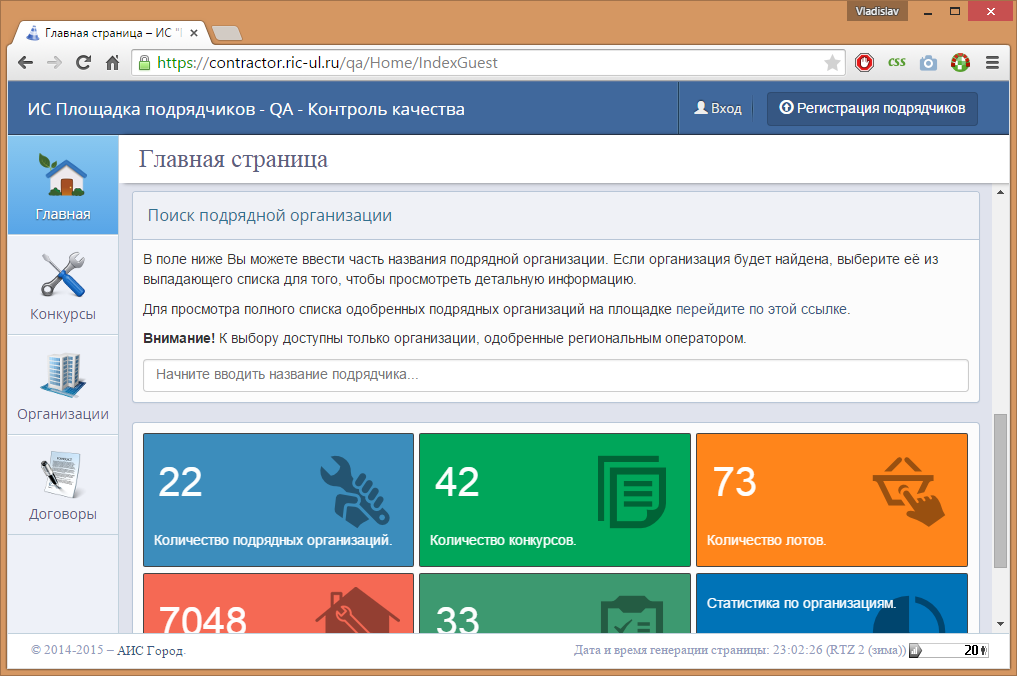 Vladislav
Главная страница – ИС "
https://contractor.ric-ul.ru/qa/Home/IndexGuest
css
ИС Площадка подрядчиков - QA - Контроль качества
Вход
Регистрация подрядчиков
Главная
Конкурсы
Организации
Договоры
Главная страница
Поиск подрядной организации
В поле ниже Вы можете ввести часть названия подрядной организации. Если организация будет найдена, выберите её из
выпадающего списка для того, чтобы просмотреть детальную информацию.
Для просмотра полного списка одобренных подрядных организаций на площадке перейдите по этой ссылке.
Внимание! К выбору доступны только организации, одобренные региональным оператором.
Начните вводить название подрядчика...
22
Количество подрядных организаций.
42
Количество конкурсов.
73
Количество лотов.
7048
33
Статистика по организациям.
© 2014-2015 – АИС Город.
Дата и время генерации страницы: 23:02:26 (RTZ 2 (зима))
20